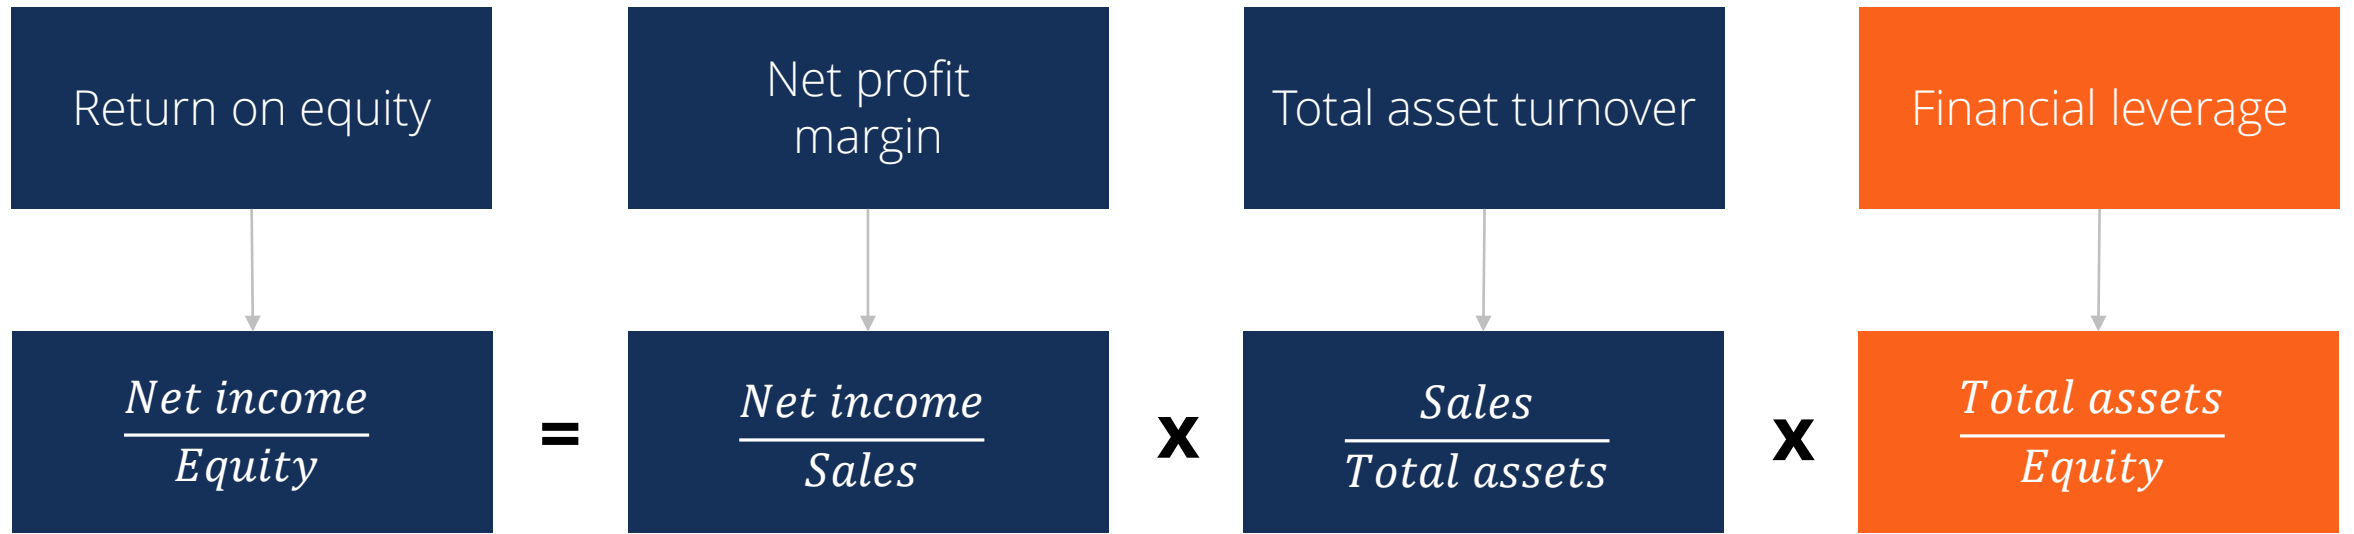 Return on equity
Net profit
margin
Total asset turnover
Financial leverage
Net income
Equity
=
Net income
Sales
x
Sales
Total assets
x
Total assets
Equity